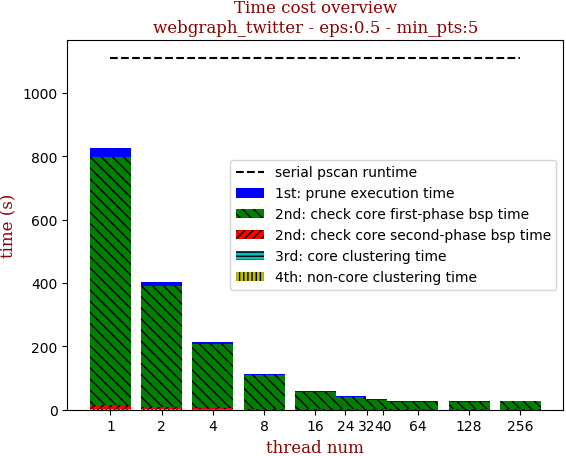 Time cost overview
webgraph_twitter - eps:0.5 - min_pts:5
time (s)
1000
800
600
400
200
0
serial pscan runtime
1st: prune execution time
2nd: check core first-phase bsp time
2nd: check core second-phase bsp time
3rd: core clustering time
4th: non-core clustering time
1 2 4 8 16 24 32 40 64 128 256
thread num